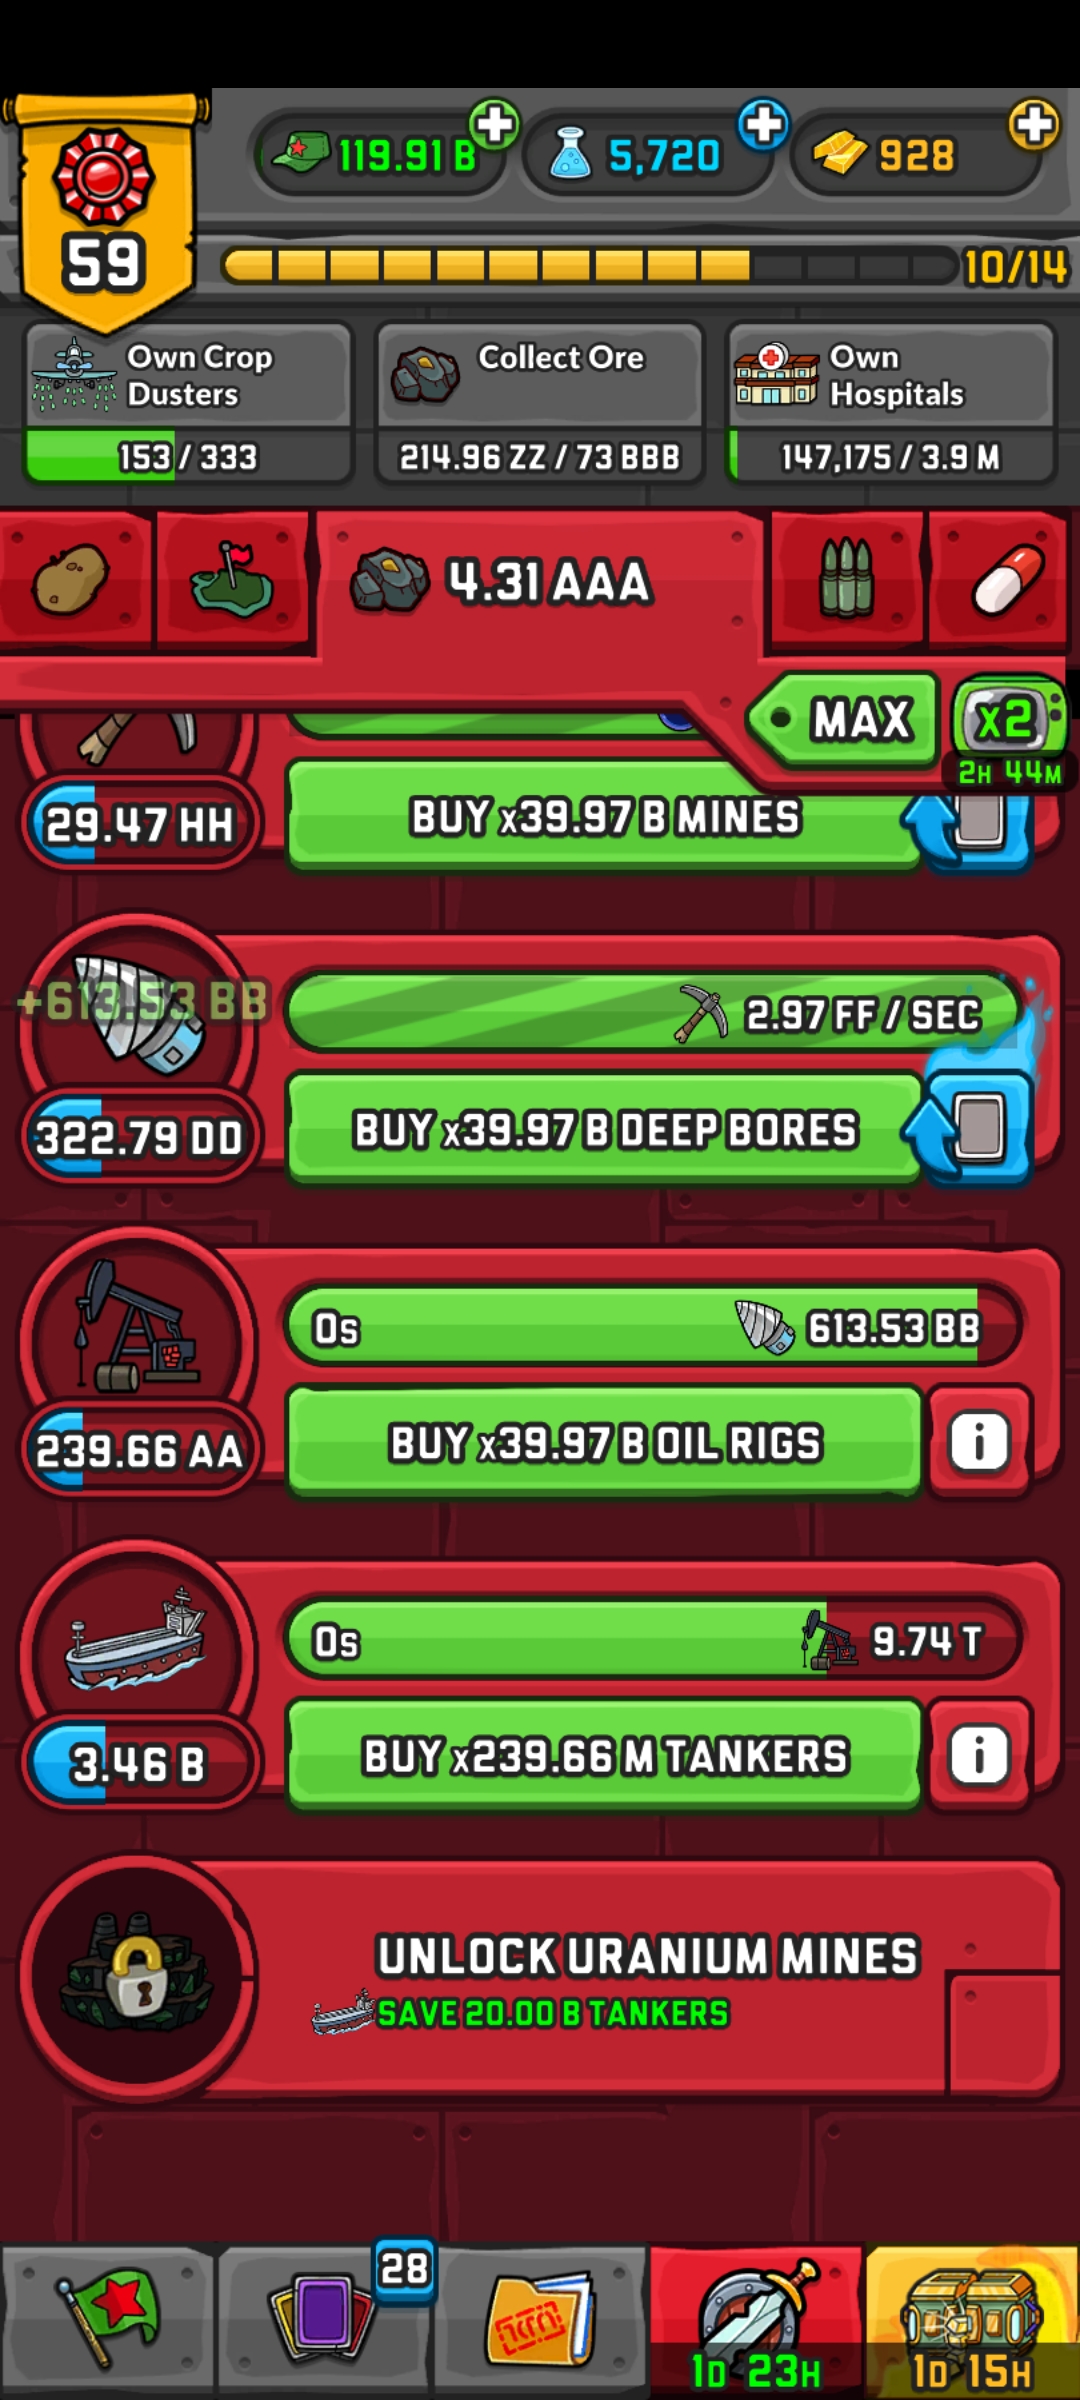 119.91 B
5,720
928
59
10/14
Own Crop
Dusters
153 / 333
Collect Ore
214.96 ZZ / 73 BBB
Own
Hospitals
147,175 / 3.9 M
4.31 AAA
MAX
x2
2H 44M
29.47 HH
BUY x39.97 B MINES
+613.53 BB
2.97 FF / SEC
322.79 DD
BUY x39.97 B DEEP BORES
0s
613.53 BB
239.66 AA
BUY x39.97 B OIL RIGS
i
0s
9.74 T
3.46 B
BUY x239.66 M TANKERS
i
UNLOCK URANIUM MINES
SAVE 20.00 B TANKERS
28
1D 23H
1D 15H